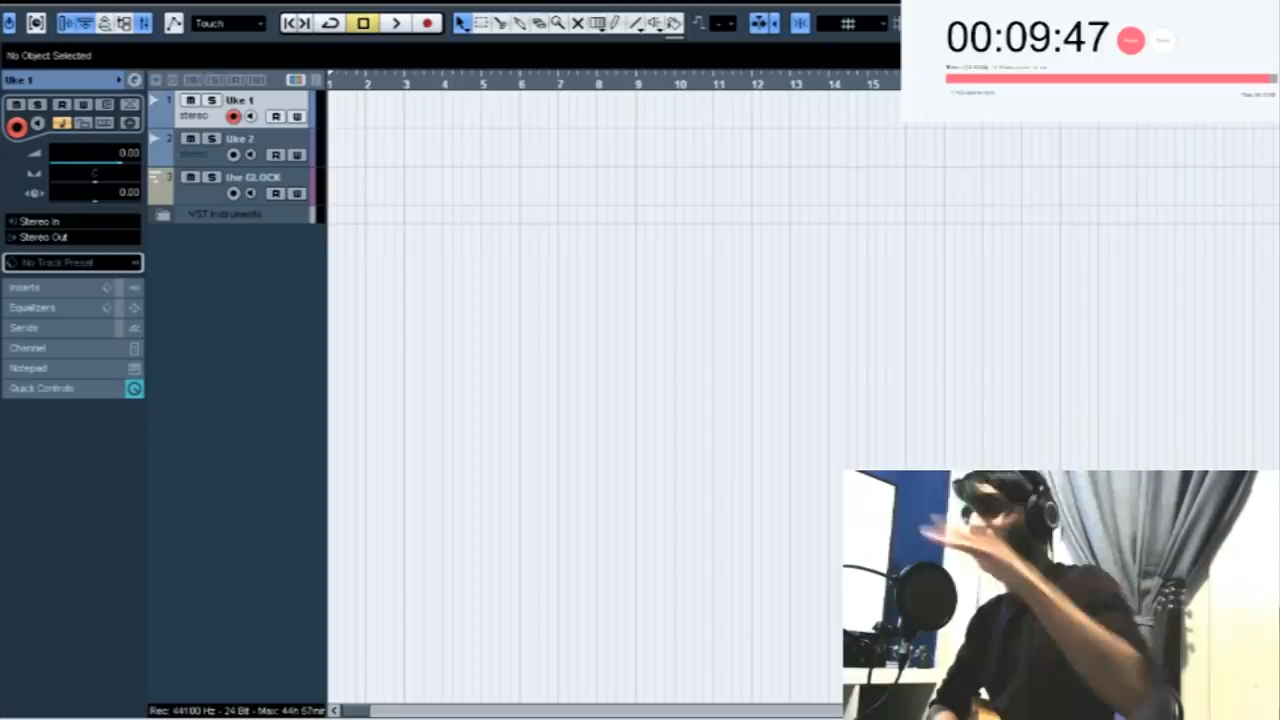 Touch
00:09:47
No Object Selected
Uke 1
1 2 3 4 5 6 7 8 9 10 11 12 13 14 15
M S R W
1 M S Uke 1
stereo R W
2 M S Uke 2
stereo R W
3 M S the GLOCK
R W
VST Instruments
0.00
C
0.00
Stereo In
Stereo Out
No Track Preset
Inserts
Equalizers
Sends
Channel
Notepad
Quick Controls
Rec: 44100 Hz - 24 Bit - Max: 44h 57min